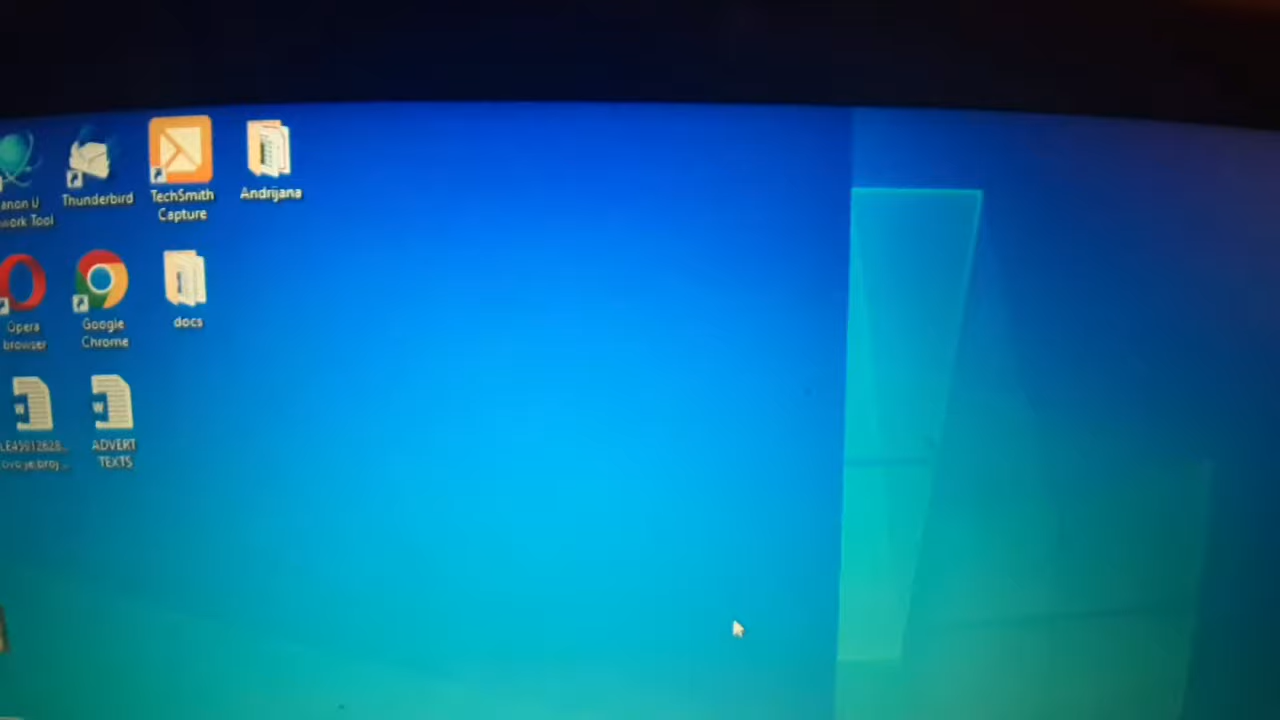 anon U
work Tool
Thunderbird
TechSmith
Capture
Andrijana
Opera
browser
Google
Chrome
docs
ADVERT
TEXTS